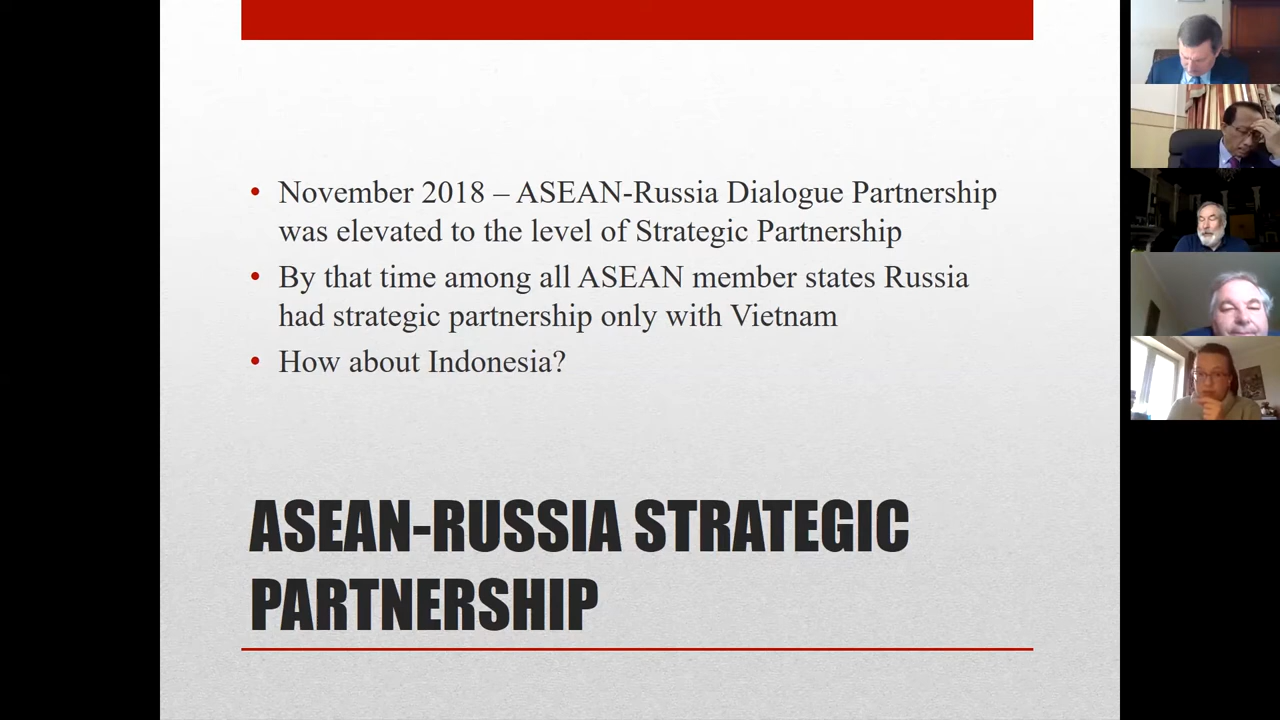 • November 2018 – ASEAN-Russia Dialogue Partnership
was elevated to the level of Strategic Partnership
• By that time among all ASEAN member states Russia
had strategic partnership only with Vietnam
• How about Indonesia?
ASEAN-RUSSIA STRATEGIC
PARTNERSHIP